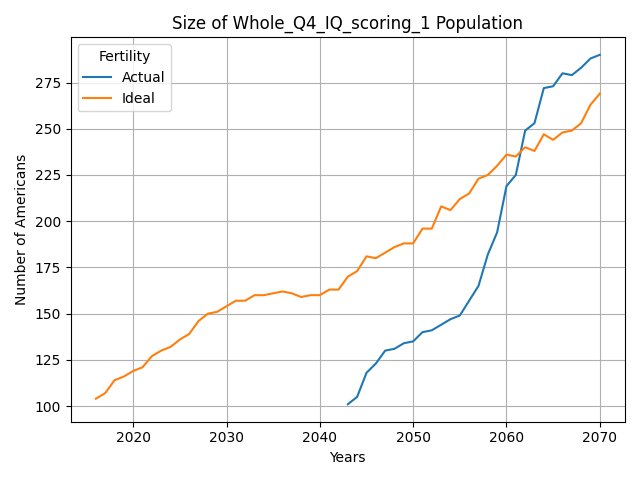 Size of Whole_Q4_IQ_scoring_1 Population
Fertility
Actual
Ideal
Number of Americans
275
250
225
200
175
150
125
100
2020 2030 2040 2050 2060 2070
Years